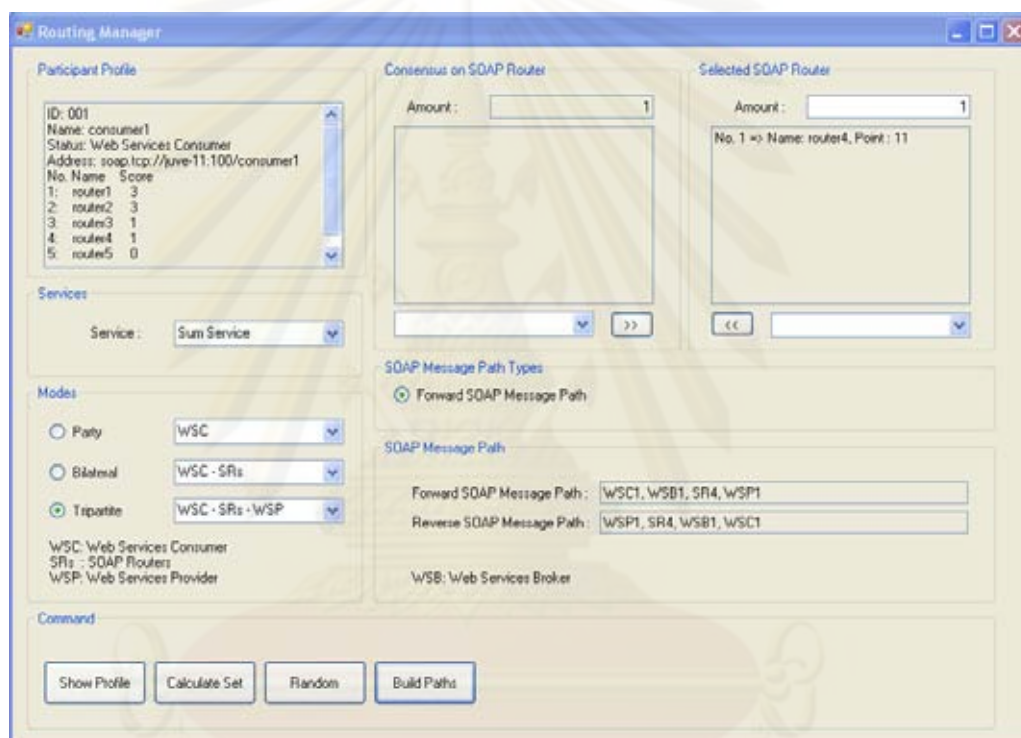 Routing Manager
Participant Profile
ID: 001
Name: consumer1
Status: Web Services Consumer
Address: soap.tcp://juve-11:100/consumer1
No. Name Score
1: router1 3
2: router2 3
3: router3 1
4: router4 1
5: router5 0
Services
Service : Sum Service
Modes
Party WSC
Bilateral WSC - SRs
Tripartite WSC - SRs - WSP
WSC: Web Services Consumer
SRs : SOAP Routers
WSP: Web Services Provider
Consensus on SOAP Router
Amount : 1
>>
Selected SOAP Router
Amount : 1
No. 1 => Name: router4, Point : 11
<<
SOAP Message Path Types
Forward SOAP Message Path
SOAP Message Path
Forward SOAP Message Path : WSC1, WSB1, SR4, WSP1
Reverse SOAP Message Path : WSP1, SR4, WSB1, WSC1
WSB: Web Services Broker
Command
Show Profile
Calculate Set
Random
Build Paths